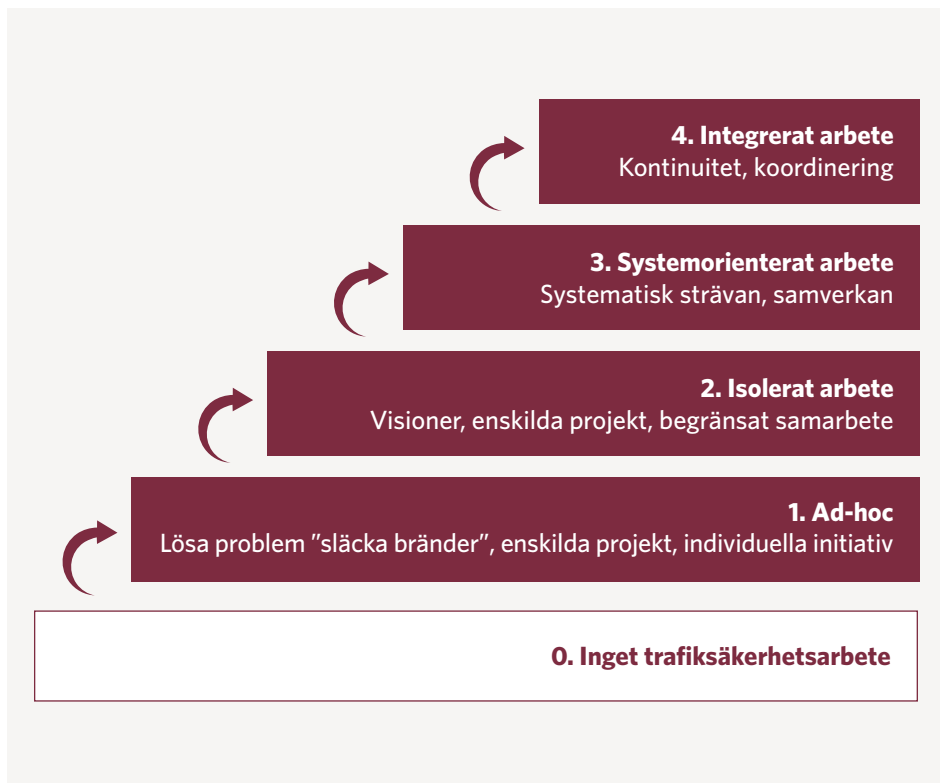 4. Integrerat arbete
Kontinuitet, koordinering
3. Systemorienterat arbete
Systematisk strävan, samverkan
2. Isolerat arbete
Visioner, enskilda projekt, begränsat samarbete
1. Ad-hoc
Lösa problem ”släcka bränder”, enskilda projekt, individuella initiativ
0. Inget trafiksäkerhetsarbete